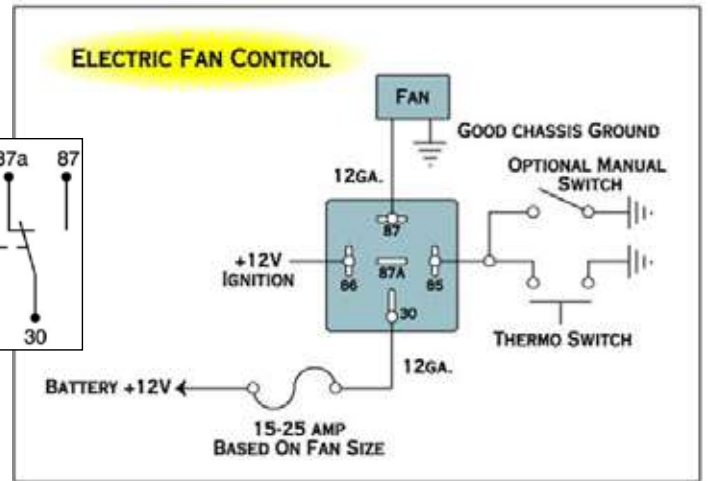 ELECTRIC FAN CONTROL
FAN
GOOD CHASSIS GROUND
OPTIONAL MANUAL
SWITCH
12GA.
87a 87
30
87
+12V
IGNITION
86
87A
85
30
THERMO SWITCH
12GA.
BATTERY +12V
15-25 AMP
BASED ON FAN SIZE